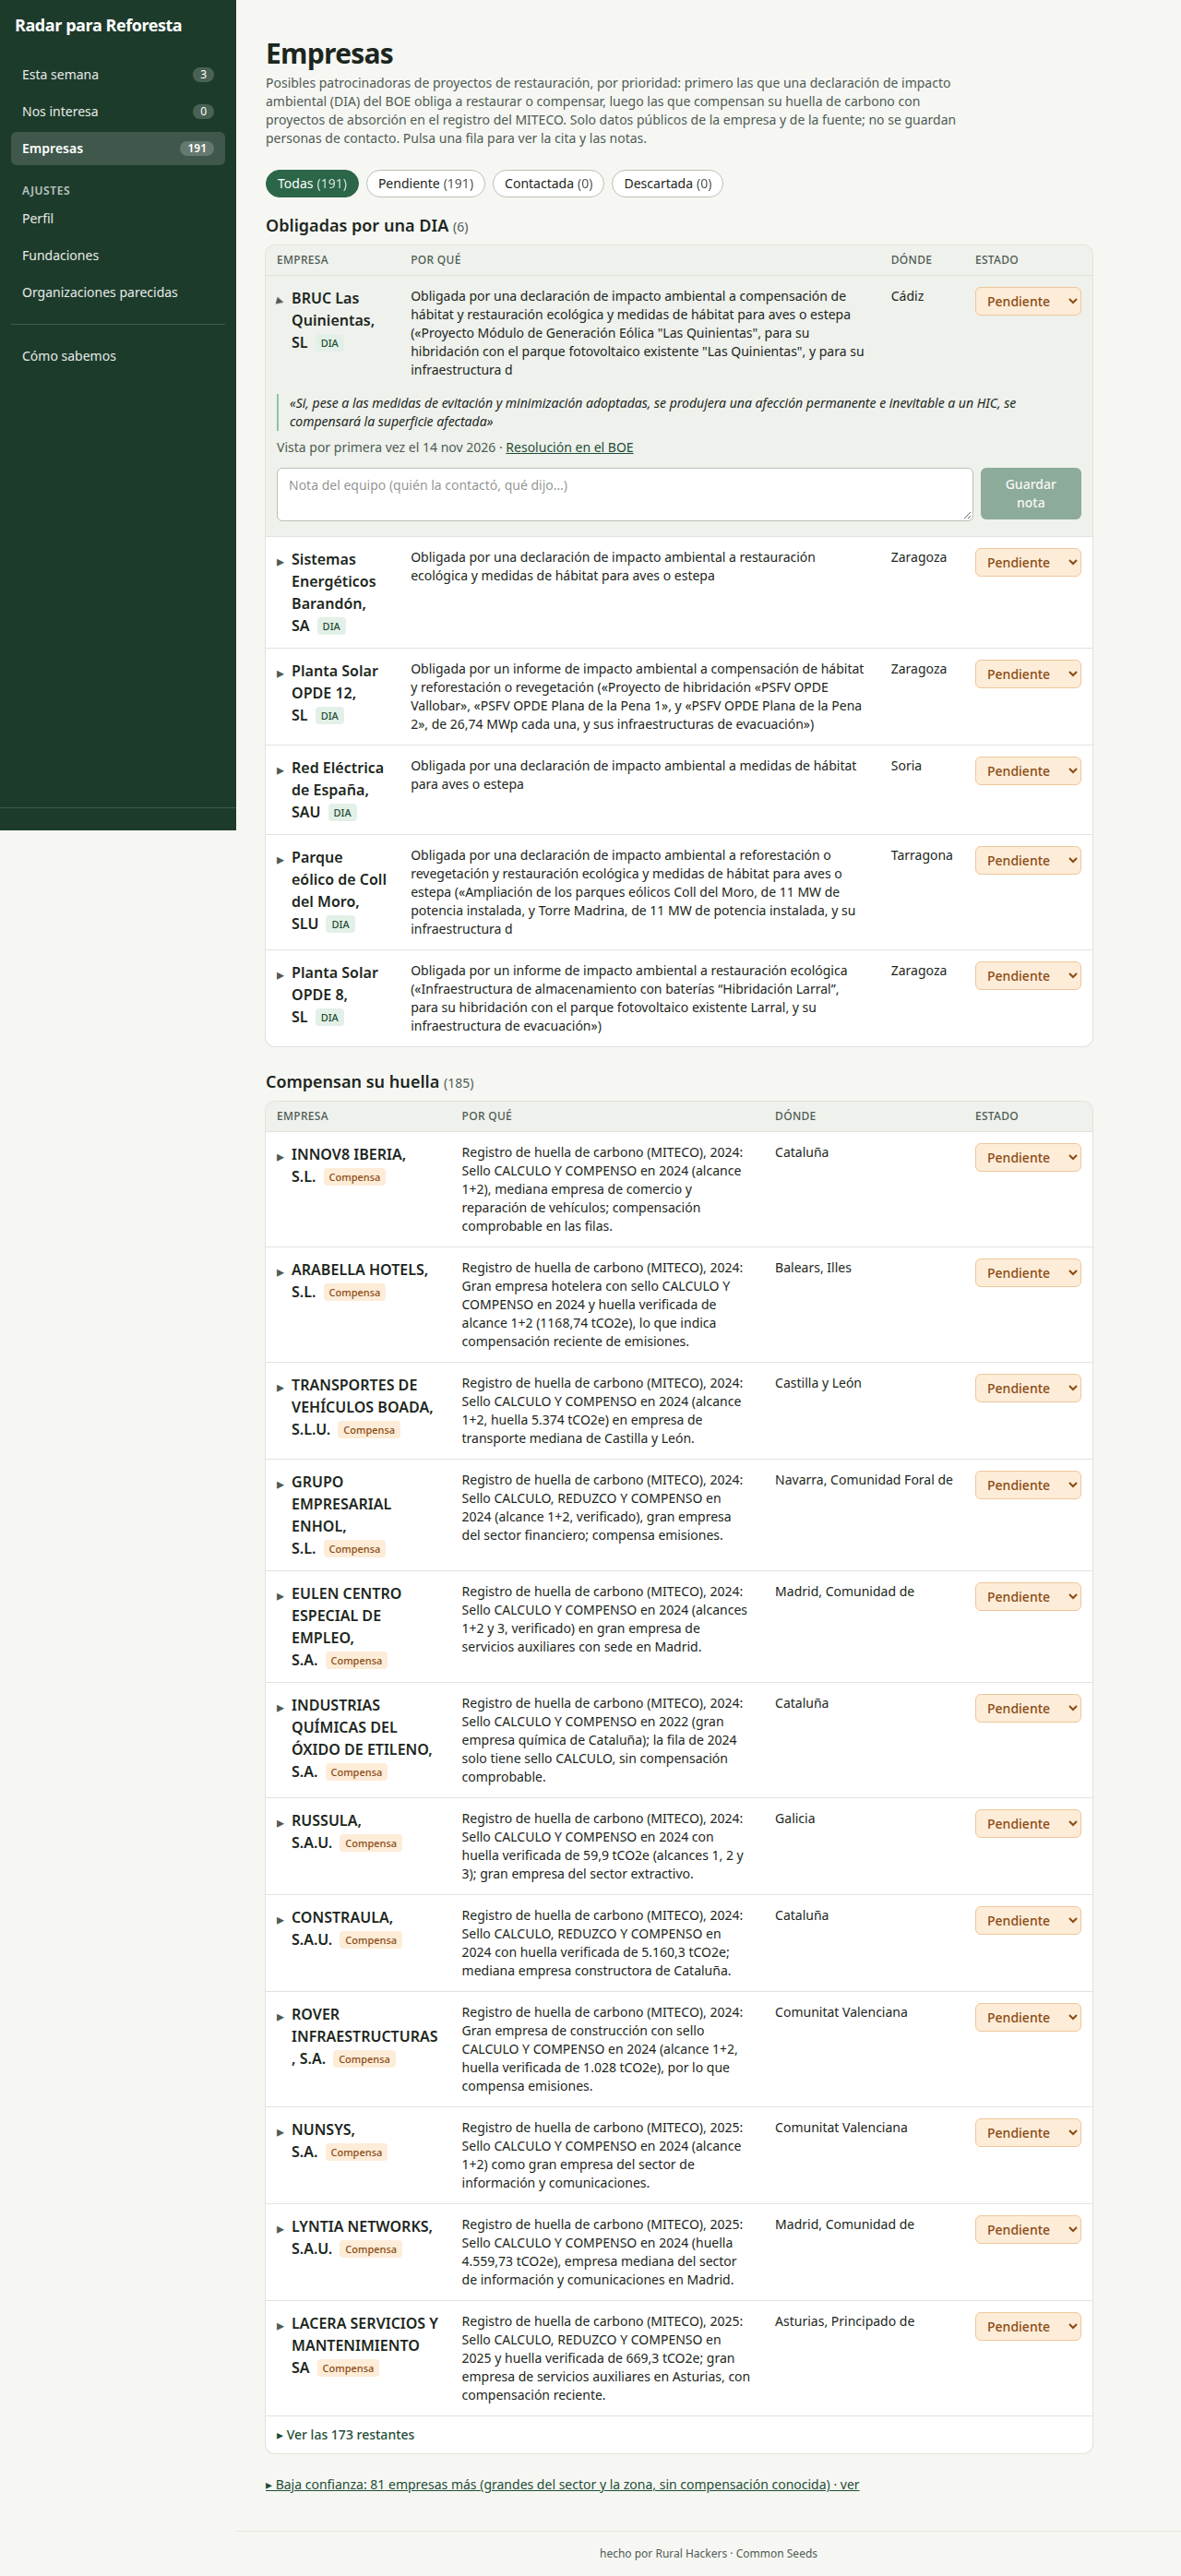 Radar para Reforesta
Esta semana 3
Nos interesa 0
Empresas 191
AJUSTES
Perfil
Fundaciones
Organizaciones parecidas
Cómo sabemos
Empresas
Posibles patrocinadoras de proyectos de restauración, por prioridad: primero las que una declaración de impacto
ambiental (DIA) del BOE obliga a restaurar o compensar, luego las que compensan su huella de carbono con
proyectos de absorción en el registro del MITECO. Solo datos públicos de la empresa y de la fuente; no se guardan
personas de contacto. Pulsa una fila para ver la cita y las notas.
Todas (191) Pendiente (191) Contactada (0) Descartada (0)
Obligadas por una DIA (6)
EMPRESA POR QUÉ DÓNDE ESTADO
BRUC Las
Quinientas,
SL DIA
Obligada por una declaración de impacto ambiental a compensación de
hábitat y restauración ecológica y medidas de hábitat para aves o estepa
(«Proyecto Módulo de Generación Eólica "Las Quinientas", para su
hibridación con el parque fotovoltaico existente "Las Quinientas", y para su
infraestructura d
Cádiz
Pendiente
«Si, pese a las medidas de evitación y minimización adoptadas, se produjera una afección permanente e inevitable a un HIC, se
compensará la superficie afectada»
Vista por primera vez el 14 nov 2026 · Resolución en el BOE
Nota del equipo (quién la contactó, qué dijo...)
Guardar
nota
Sistemas
Energéticos
Barandón,
SA DIA
Obligada por una declaración de impacto ambiental a restauración
ecológica y medidas de hábitat para aves o estepa
Zaragoza
Pendiente
Planta Solar
OPDE 12,
SL DIA
Obligada por un informe de impacto ambiental a compensación de hábitat
y reforestación o revegetación («Proyecto de hibridación «PSFV OPDE
Vallobar», «PSFV OPDE Plana de la Pena 1», y «PSFV OPDE Plana de la Pena
2», de 26,74 MWp cada una, y sus infraestructuras de evacuación»)
Zaragoza
Pendiente
Red Eléctrica
de España,
SAU DIA
Obligada por una declaración de impacto ambiental a medidas de hábitat
para aves o estepa
Soria
Pendiente
Parque
eólico de Coll
del Moro,
SLU DIA
Obligada por una declaración de impacto ambiental a reforestación o
revegetación y restauración ecológica y medidas de hábitat para aves o
estepa («Ampliación de los parques eólicos Coll del Moro, de 11 MW de
potencia instalada, y Torre Madrina, de 11 MW de potencia instalada, y su
infraestructura d
Tarragona
Pendiente
Planta Solar
OPDE 8,
SL DIA
Obligada por un informe de impacto ambiental a restauración ecológica
(«Infraestructura de almacenamiento con baterías “Hibridación Larral”,
para su hibridación con el parque fotovoltaico existente Larral, y su
infraestructura de evacuación»)
Zaragoza
Pendiente
Compensan su huella (185)
EMPRESA POR QUÉ DÓNDE ESTADO
INNOV8 IBERIA,
S.L. Compensa
Registro de huella de carbono (MITECO), 2024:
Sello CALCULO Y COMPENSO en 2024 (alcance
1+2), mediana empresa de comercio y
reparación de vehículos; compensación
comprobable en las filas.
Cataluña
Pendiente
ARABELLA HOTELS,
S.L. Compensa
Registro de huella de carbono (MITECO), 2024:
Gran empresa hotelera con sello CALCULO Y
COMPENSO en 2024 y huella verificada de
alcance 1+2 (1168,74 tCO2e), lo que indica
compensación reciente de emisiones.
Balears, Illes
Pendiente
TRANSPORTES DE
VEHÍCULOS BOADA,
S.L.U. Compensa
Registro de huella de carbono (MITECO), 2024:
Sello CALCULO Y COMPENSO en 2024 (alcance
1+2, huella 5.374 tCO2e) en empresa de
transporte mediana de Castilla y León.
Castilla y León
Pendiente
GRUPO
EMPRESARIAL
ENHOL,
S.L. Compensa
Registro de huella de carbono (MITECO), 2024:
Sello CALCULO, REDUZCO Y COMPENSO en
2024 (alcance 1+2, verificado), gran empresa
del sector financiero; compensa emisiones.
Navarra, Comunidad Foral de
Pendiente
EULEN CENTRO
ESPECIAL DE
EMPLEO,
S.A. Compensa
Registro de huella de carbono (MITECO), 2024:
Sello CALCULO Y COMPENSO en 2024 (alcances
1+2 y 3, verificado) en gran empresa de
servicios auxiliares con sede en Madrid.
Madrid, Comunidad de
Pendiente
INDUSTRIAS
QUÍMICAS DEL
ÓXIDO DE ETILENO,
S.A. Compensa
Registro de huella de carbono (MITECO), 2024:
Sello CALCULO Y COMPENSO en 2022 (gran
empresa química de Cataluña); la fila de 2024
solo tiene sello CALCULO, sin compensación
comprobable.
Cataluña
Pendiente
RUSSULA,
S.A.U. Compensa
Registro de huella de carbono (MITECO), 2024:
Sello CALCULO Y COMPENSO en 2024 con
huella verificada de 59,9 tCO2e (alcances 1, 2 y
3); gran empresa del sector extractivo.
Galicia
Pendiente
CONSTRAULA,
S.A.U. Compensa
Registro de huella de carbono (MITECO), 2024:
Sello CALCULO, REDUZCO Y COMPENSO en
2024 con huella verificada de 5.160,3 tCO2e;
mediana empresa constructora de Cataluña.
Cataluña
Pendiente
ROVER
INFRAESTRUCTURAS
, S.A. Compensa
Registro de huella de carbono (MITECO), 2024:
Gran empresa de construcción con sello
CALCULO Y COMPENSO en 2024 (alcance 1+2,
huella verificada de 1.028 tCO2e), por lo que
compensa emisiones.
Comunitat Valenciana
Pendiente
NUNSYS,
S.A. Compensa
Registro de huella de carbono (MITECO), 2025:
Sello CALCULO Y COMPENSO en 2024 (alcance
1+2) como gran empresa del sector de
información y comunicaciones.
Comunitat Valenciana
Pendiente
LYNTIA NETWORKS,
S.A.U. Compensa
Registro de huella de carbono (MITECO), 2025:
Sello CALCULO Y COMPENSO en 2024 (huella
4.559,73 tCO2e), empresa mediana del sector
de información y comunicaciones en Madrid.
Madrid, Comunidad de
Pendiente
LACERA SERVICIOS Y
MANTENIMIENTO
SA Compensa
Registro de huella de carbono (MITECO), 2025:
Sello CALCULO, REDUZCO Y COMPENSO en
2025 y huella verificada de 669,3 tCO2e; gran
empresa de servicios auxiliares en Asturias, con
compensación reciente.
Asturias, Principado de
Pendiente
▸ Ver las 173 restantes
▸ Baja confianza: 81 empresas más (grandes del sector y la zona, sin compensación conocida) · ver
hecho por Rural Hackers · Common Seeds